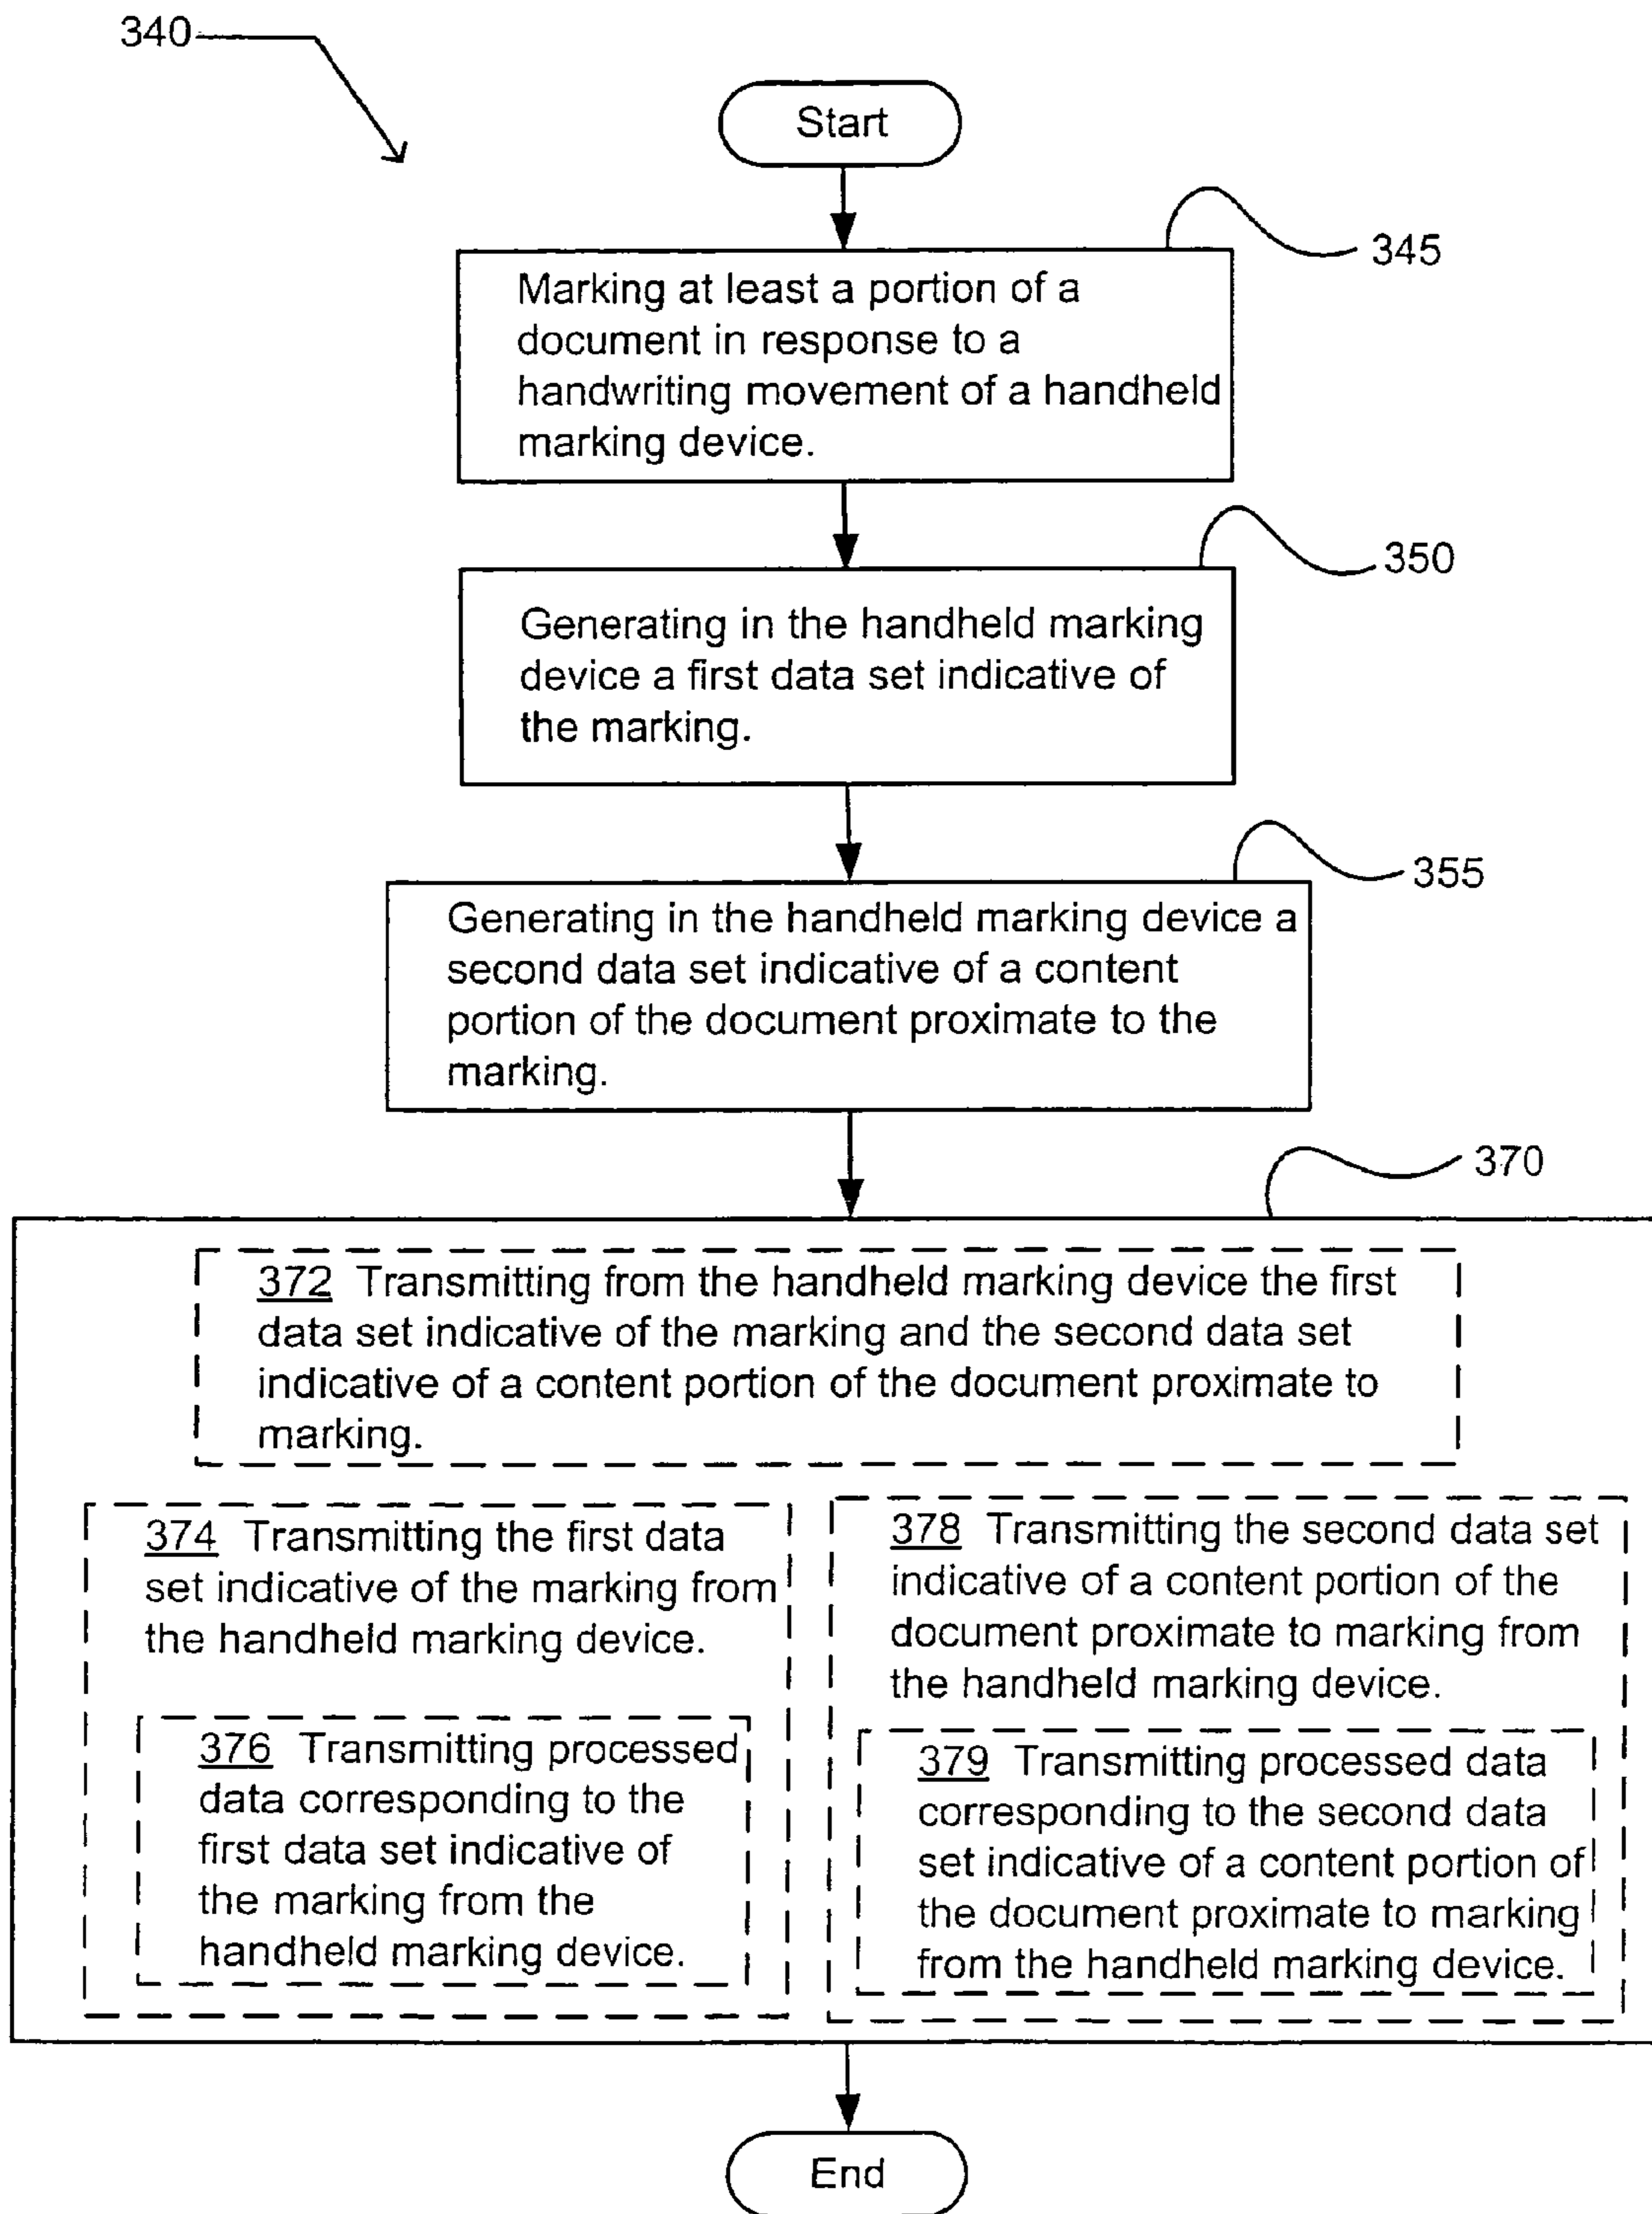 340
Start
345
Marking at least a portion of a
document in response to a
handwriting movement of a handheld
marking device.
350
Generating in the handheld marking
device a first data set indicative of
the marking.
355
Generating in the handheld marking device a
second data set indicative of a content
portion of the document proximate to the
marking.
370
372 Transmitting from the handheld marking device the first
data set indicative of the marking and the second data set
indicative of a content portion of the document proximate to
marking.
374 Transmitting the first data
set indicative of the marking from
the handheld marking device.
376 Transmitting processed
data corresponding to the
first data set indicative of
the marking from the
handheld marking device.
378 Transmitting the second data set
indicative of a content portion of the
document proximate to marking from
the handheld marking device.
379 Transmitting processed data
corresponding to the second data
set indicative of a content portion of
the document proximate to marking
from the handheld marking device.
End